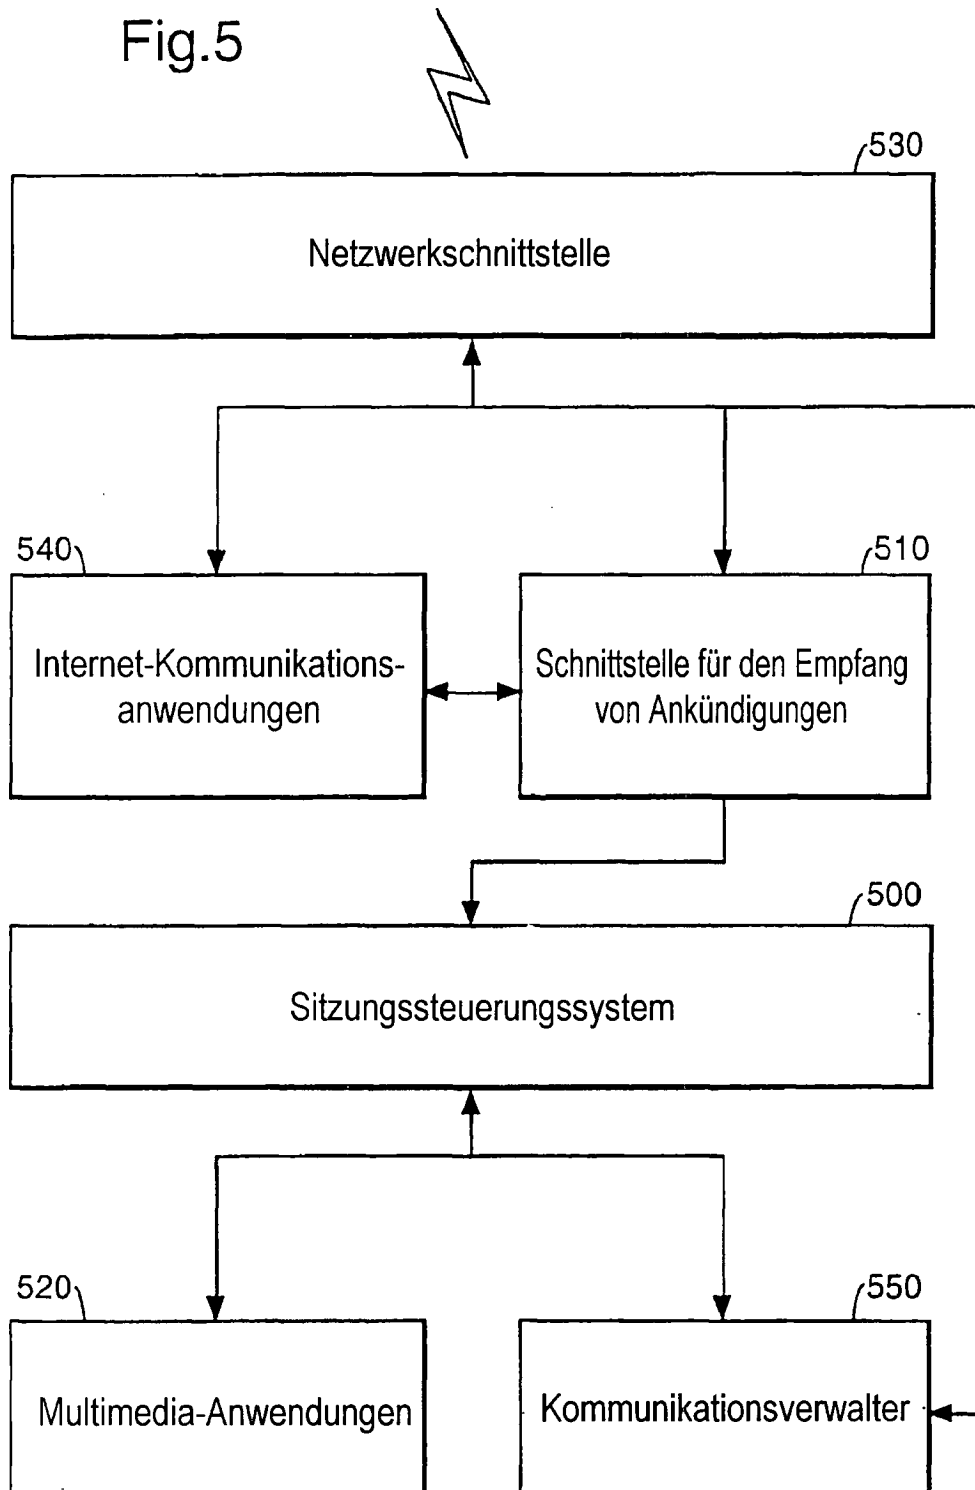 Fig.5
530
Netzwerkschnittstelle
540
510
Internet-Kommunikations-
anwendungen
Schnittstelle für den Empfang
von Ankündigungen
500
Sitzungssteuerungssystem
520
550
Multimedia-Anwendungen
Kommunikationsverwalter